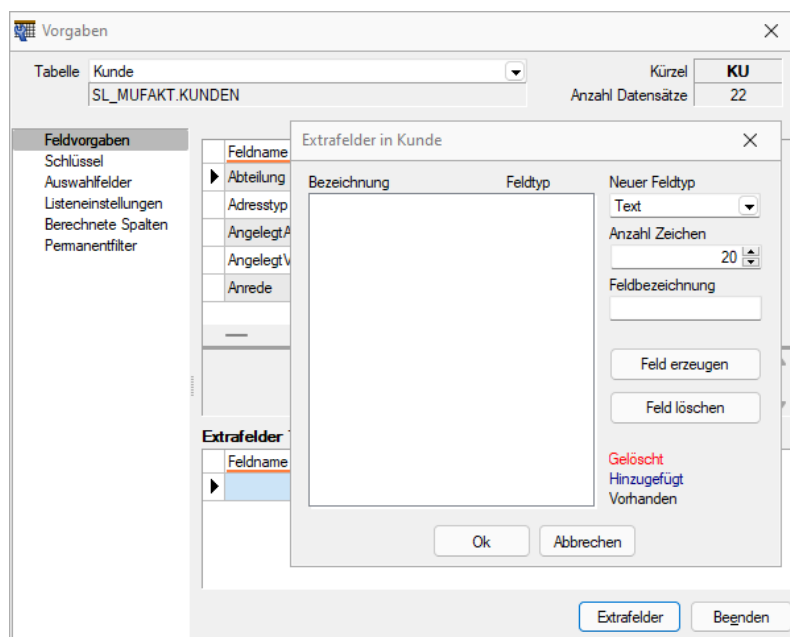 Vorgaben
Tabelle Kunde Kürzel KU
SL_MUFAKT.KUNDEN Anzahl Datensätze 22
Feldvorgaben
Schlüssel
Auswahlfelder
Listeneinstellungen
Berechnete Spalten
Permanentfilter
Feldname
Abteilung
Adresstyp
AngelegtA
AngelegtV
Anrede
Extrafelder
Feldname
Extrafelder in Kunde
Bezeichnung Feldtyp
Neuer Feldtyp
Text
Anzahl Zeichen
20
Feldbezeichnung
Feld erzeugen
Feld löschen
Gelöscht
Hinzugefügt
Vorhanden
Ok Abbrechen
Extrafelder Beenden